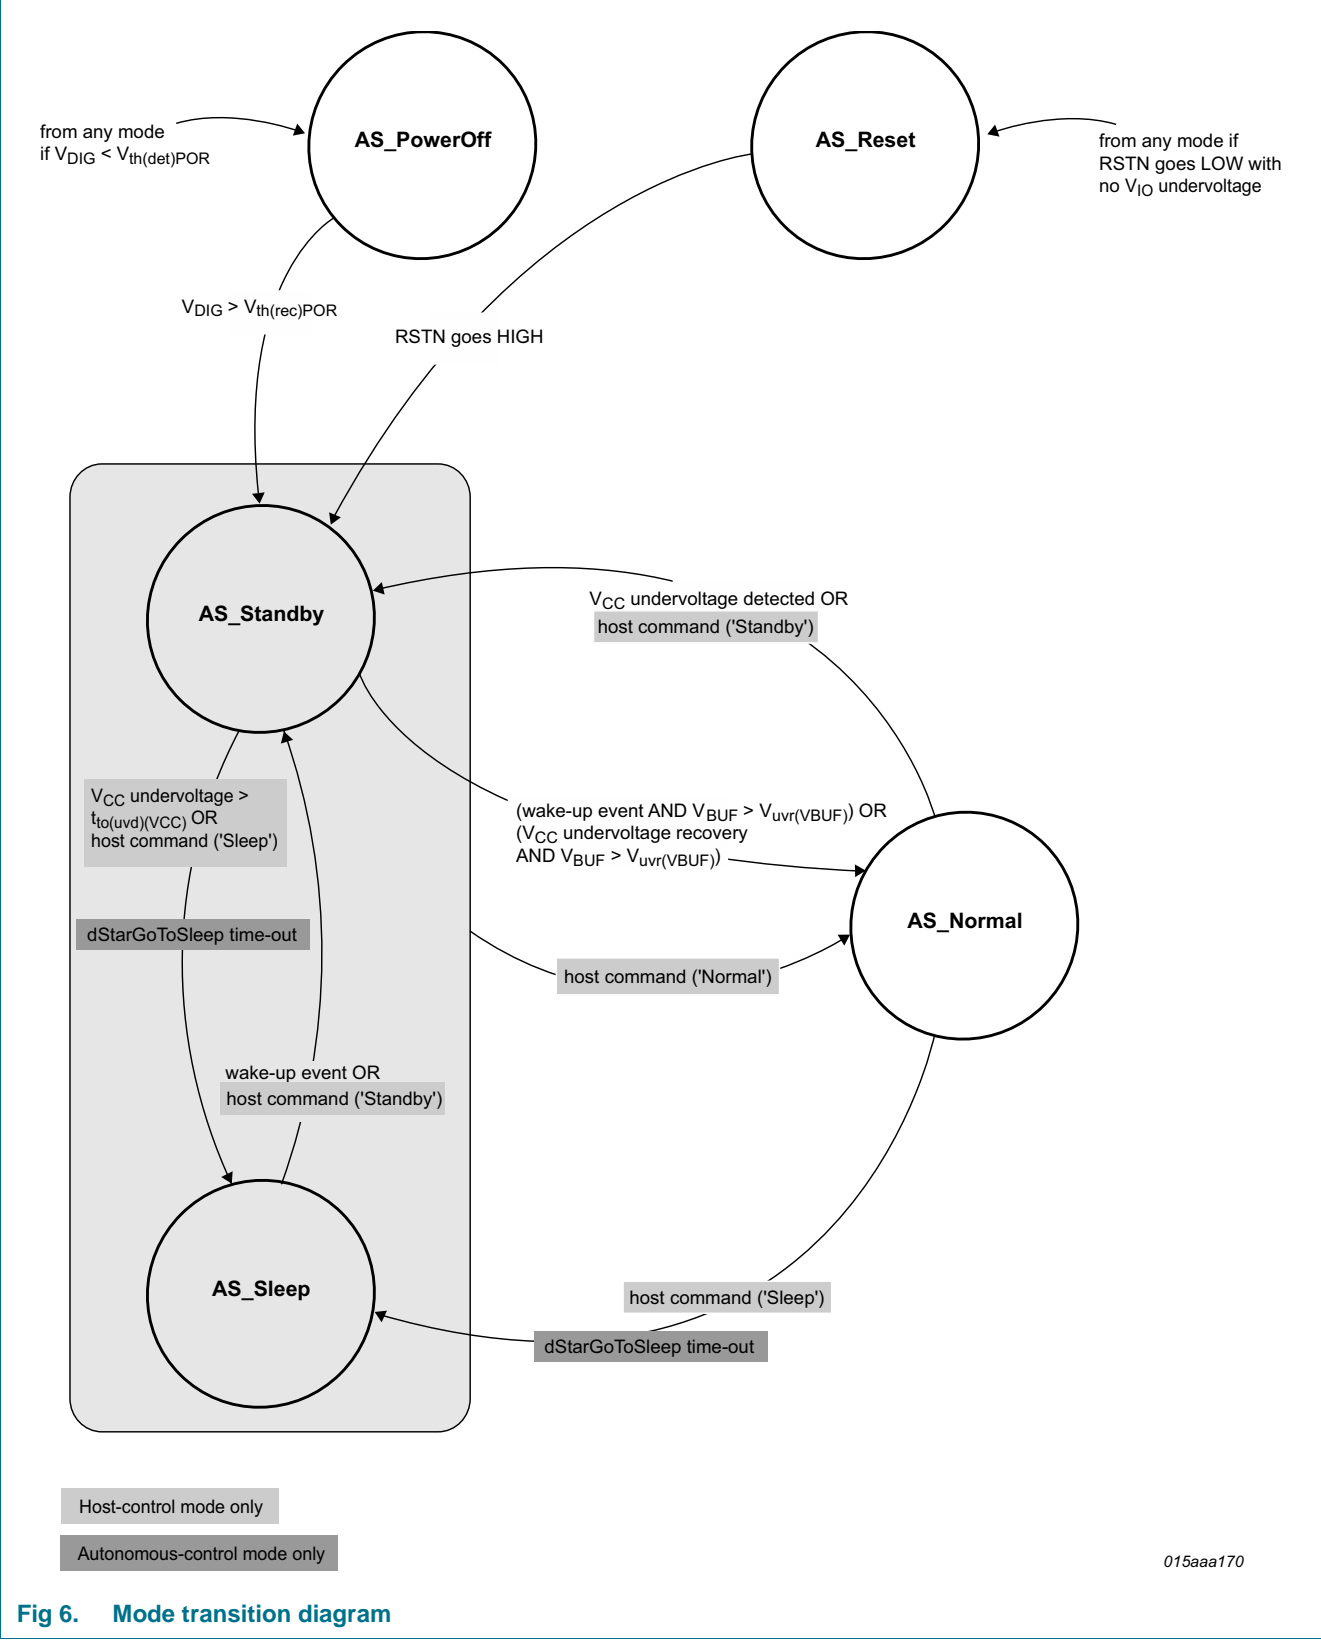 AS_PowerOff
AS_Reset
from any mode
if VDIG < Vth(det)POR
from any mode if
RSTN goes LOW with
no VIO undervoltage
VDIG > Vth(rec)POR
RSTN goes HIGH
AS_Standby
VCC undervoltage detected OR
host command ('Standby')
VCC undervoltage >
tto(uvd)(VCC) OR
host command ('Sleep')
(wake-up event AND VBUF > Vuvr(VBUF)) OR
(VCC undervoltage recovery
AND VBUF > Vuvr(VBUF))
dStarGoToSleep time-out
AS_Normal
host command ('Normal')
wake-up event OR
host command ('Standby')
AS_Sleep
host command ('Sleep')
dStarGoToSleep time-out
Host-control mode only
Autonomous-control mode only
015aaa170
Fig 6. Mode transition diagram